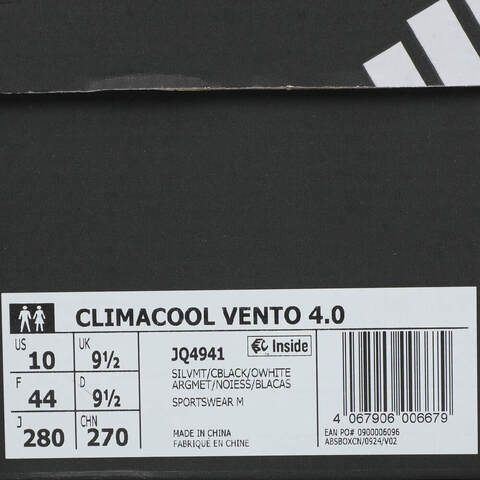 CLIMACOOL VENTO 4.0
US 10 UK 9½
F 44 D 9½
J 280 CHN 270
JQ4941 Inside
SILVMT/CBLACK/OWHITE
ARGMET/NOIESS/BLACAS
SPORTSWEAR M
MADE IN CHINA
FABRIQUE EN CHINE
4 067906 006679
EAN PO# 0900006096
ABSBOXCN/0924/V02